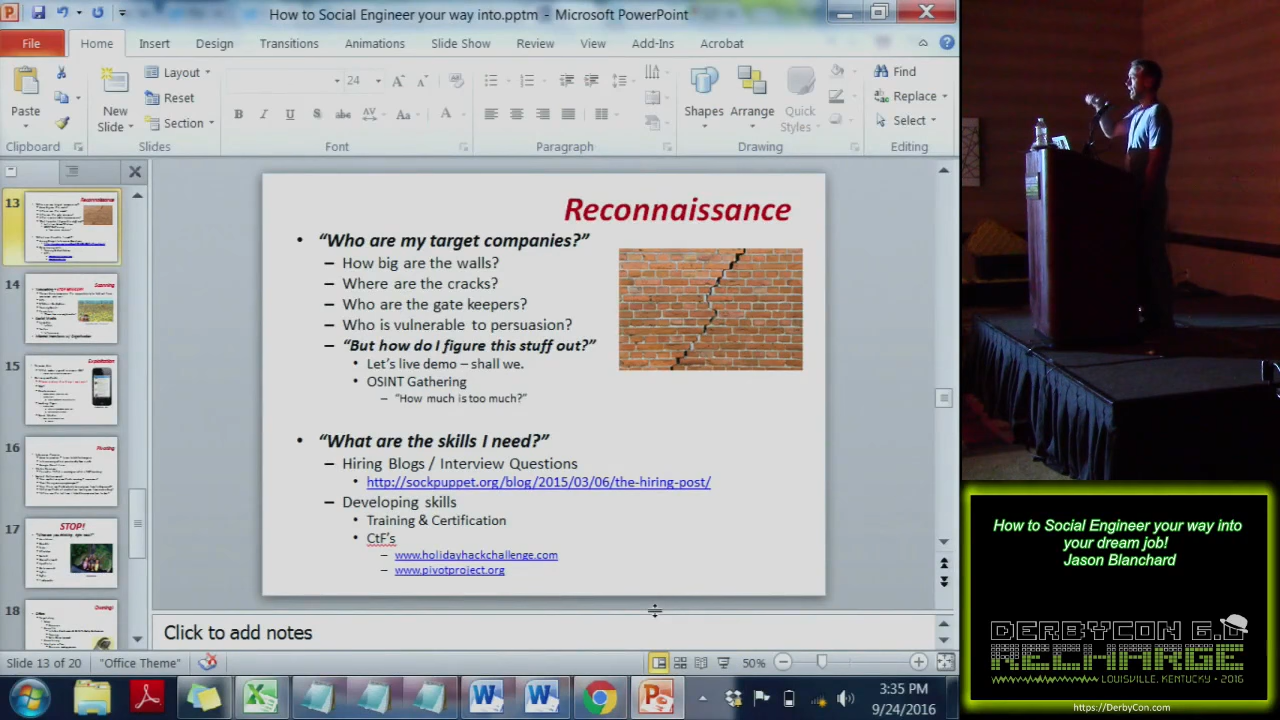 How to Social Engineer your way into.pptm - Microsoft PowerPoint
File Home Insert Design Transitions Animations Slide Show Review View Add-Ins Acrobat
Paste
New
Slide
Layout
Reset
Section
24
B I U S abc AV Aa A
Shapes Arrange Quick
Styles
Find
Replace
Select
Clipboard Slides Font Paragraph Drawing Editing
13
14
15
16
17
STOP!
18
Reconnaissance
• “Who are my target companies?”
– How big are the walls?
– Where are the cracks?
– Who are the gate keepers?
– Who is vulnerable to persuasion?
– “But how do I figure this stuff out?”
• Let’s live demo – shall we.
• OSINT Gathering
– “How much is too much?”
• “What are the skills I need?”
– Hiring Blogs / Interview Questions
• http://sockpuppet.org/blog/2015/03/06/the-hiring-post/
– Developing skills
• Training & Certification
• CtF’s
– www.holidayhackchallenge.com
– www.pivotproject.org
Click to add notes
Slide 13 of 20 "Office Theme" 50%
3:35 PM
9/24/2016
How to Social Engineer your way into
your dream job!
Jason Blanchard
DERBYCON 6.0
RECHARGE
LOUISVILLE, KENTUCKY • 2016
https://DerbyCon.com